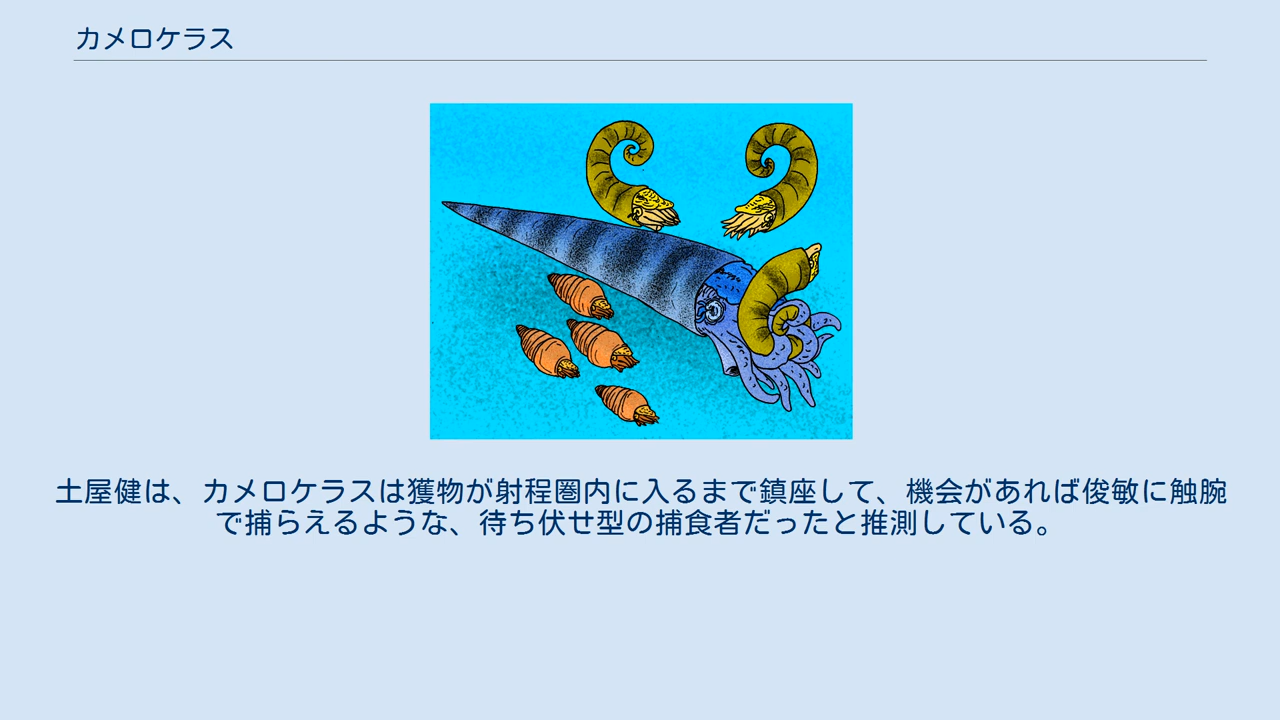 カメロケラス
土屋健は、カメロケラスは獲物が射程圏内に入るまで鎮座して、機会があれば俊敏に触腕
で捕らえるような、待ち伏せ型の捕食者だったと推測している。